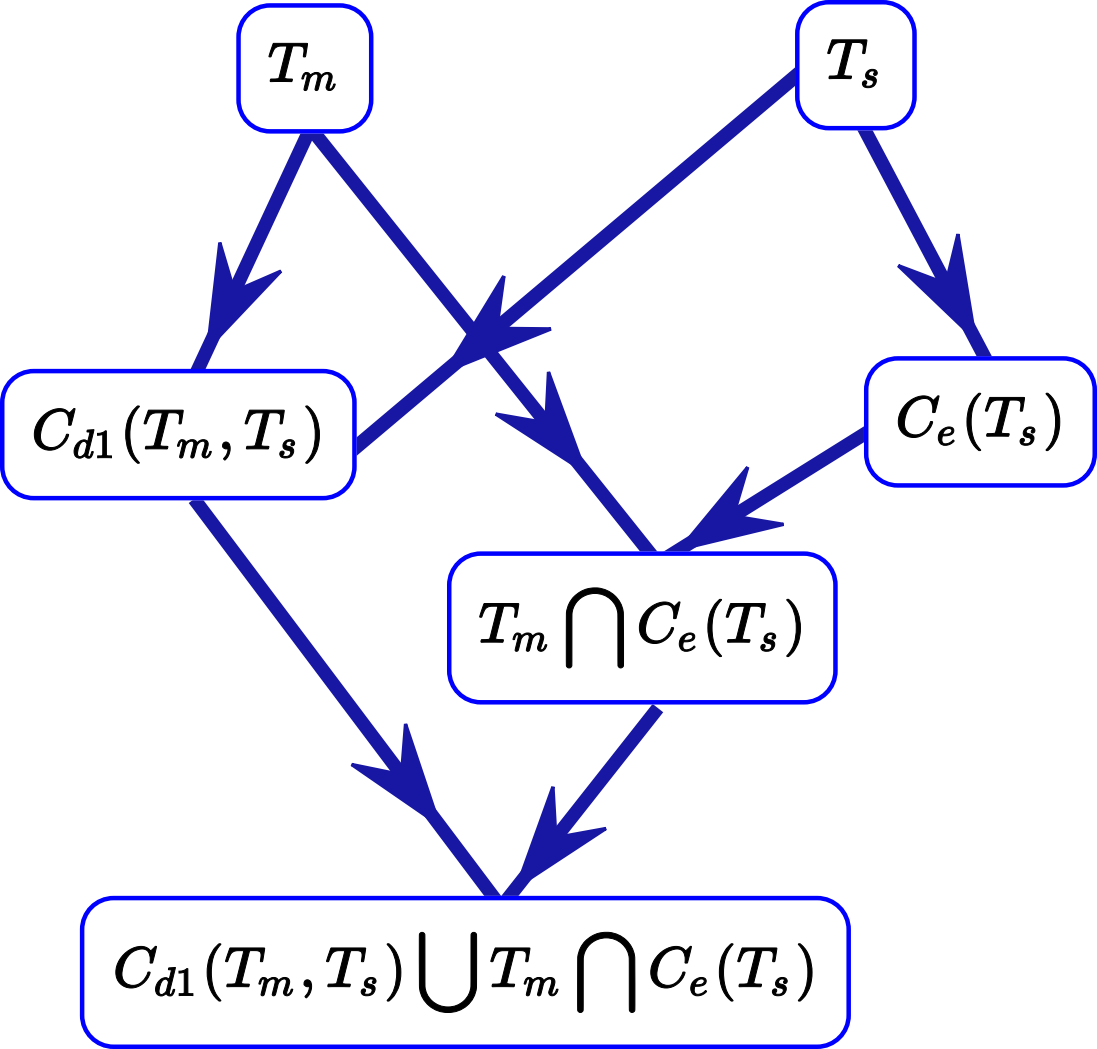 T_m
T_s
C_{d1}(T_m, T_s)
C_e(T_s)
T_m ⋂ C_e(T_s)
C_{d1}(T_m, T_s) ⋃ T_m ⋂ C_e(T_s)